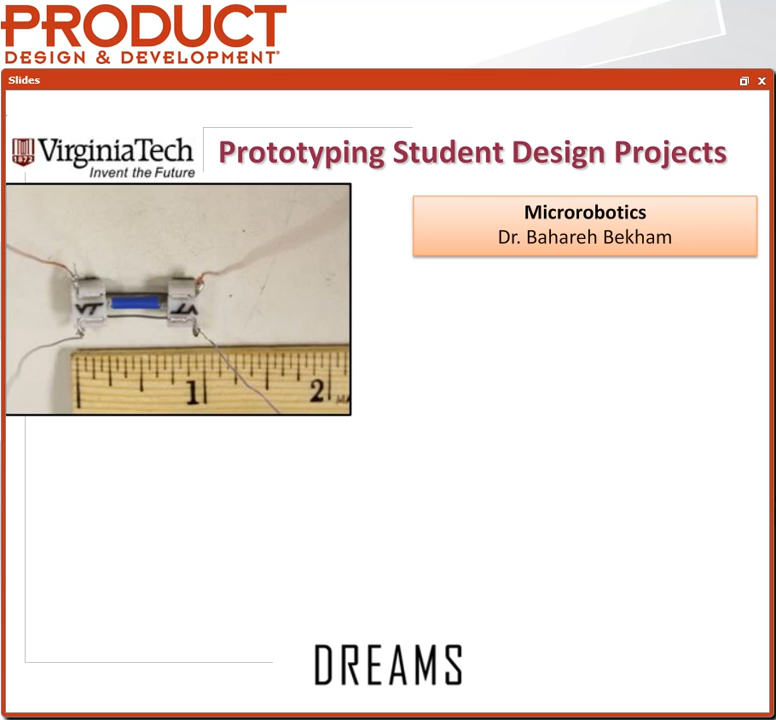 PRODUCT
DESIGN & DEVELOPMENT
Slides
VirginiaTech
1872
Invent the Future
Prototyping Student Design Projects
Microrobotics
Dr. Bahareh Bekham
VT
VT
1
2
DREAMS